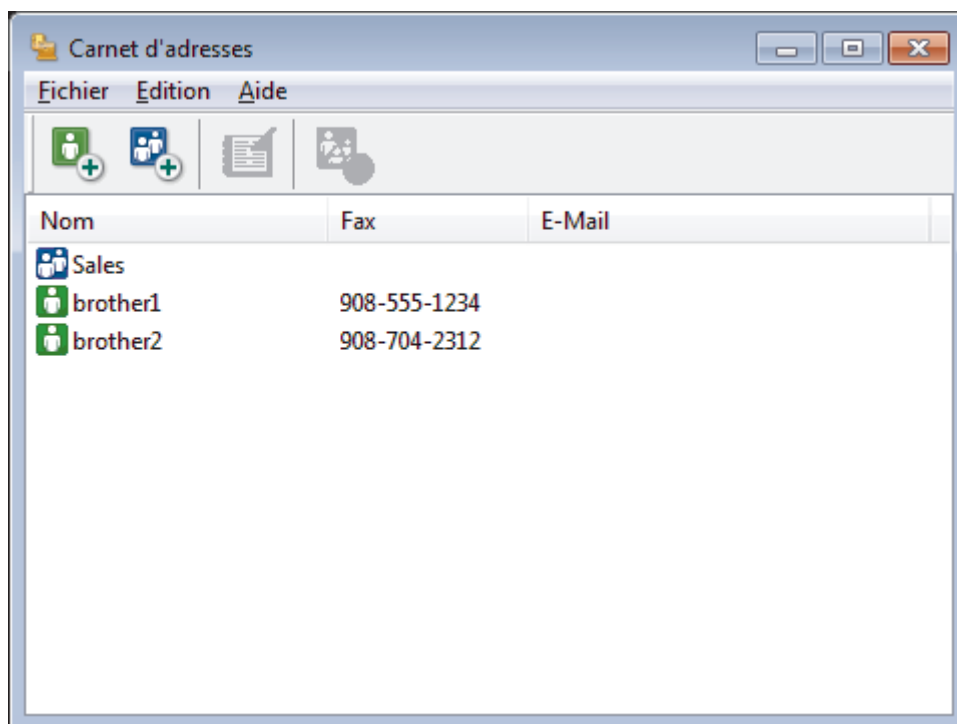 Carnet d'adresses
Fichier Edition Aide
Nom Fax E-Mail
Sales
brother1 908-555-1234
brother2 908-704-2312